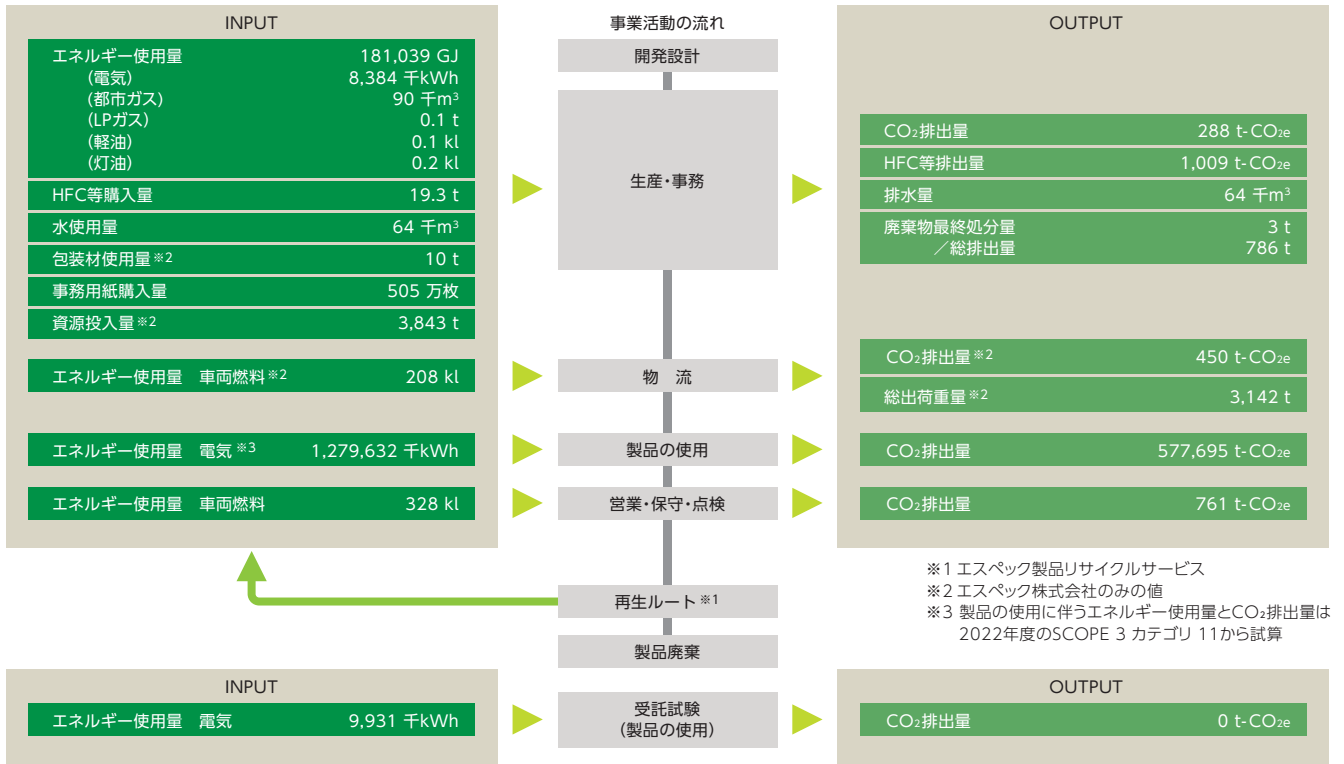 INPUT
事業活動の流れ
OUTPUT
エネルギー使用量 181,039 GJ
(電気) 8,384 千kWh
(都市ガス) 90 千m³
(LPガス) 0.1 t
(軽油) 0.1 kl
(灯油) 0.2 kl
HFC等購入量 19.3 t
水使用量 64 千m³
包装材使用量※2 10 t
事務用紙購入量 505 万枚
資源投入量※2 3,843 t
開発設計
生産・事務
CO₂排出量 288 t-CO₂e
HFC等排出量 1,009 t-CO₂e
排水量 64 千m³
廃棄物最終処分量 3 t
／総排出量 786 t
エネルギー使用量 車両燃料※2 208 kl
物 流
CO₂排出量※2 450 t-CO₂e
総出荷重量※2 3,142 t
エネルギー使用量 電気※3 1,279,632 千kWh
製品の使用
CO₂排出量 577,695 t-CO₂e
エネルギー使用量 車両燃料 328 kl
営業・保守・点検
CO₂排出量 761 t-CO₂e
再生ルート※1
製品廃棄
※1 エスペック製品リサイクルサービス
※2 エスペック株式会社のみの値
※3 製品の使用に伴うエネルギー使用量とCO₂排出量は
2022年度のSCOPE 3 カテゴリ 11から試算
INPUT
OUTPUT
エネルギー使用量 電気 9,931 千kWh
受託試験
(製品の使用)
CO₂排出量 0 t-CO₂e